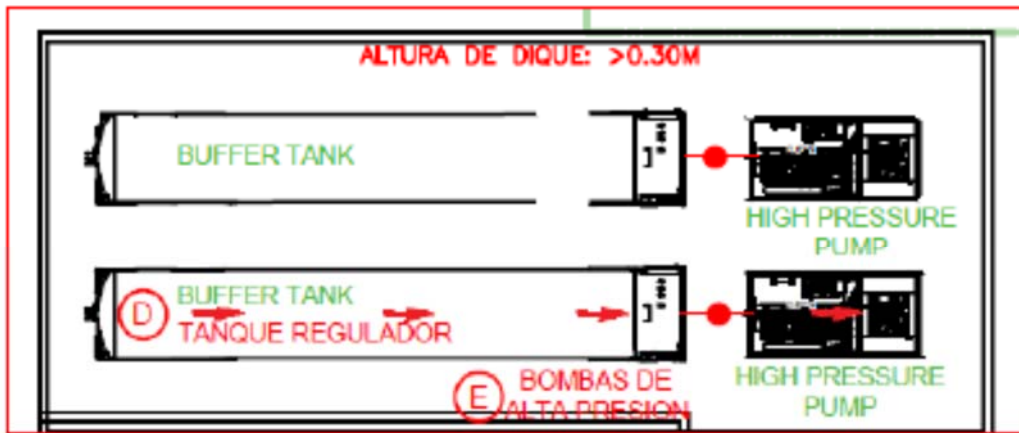 ALTURA DE DIQUE: >0.30M
BUFFER TANK
HIGH PRESSURE
PUMP
D
BUFFER TANK
TANQUE REGULADOR
E
BOMBAS DE
ALTA PRESION
HIGH PRESSURE
PUMP